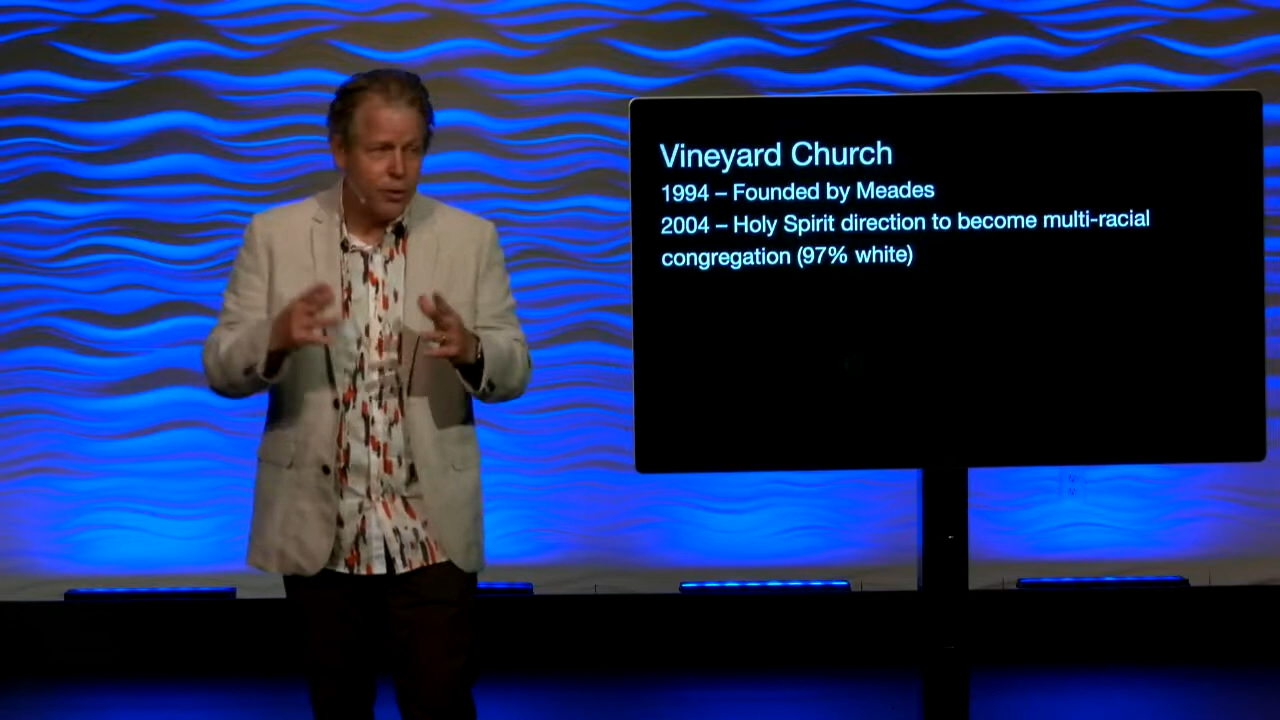 Vineyard Church
1994 – Founded by Meades
2004 – Holy Spirit direction to become multi-racial
congregation (97% white)